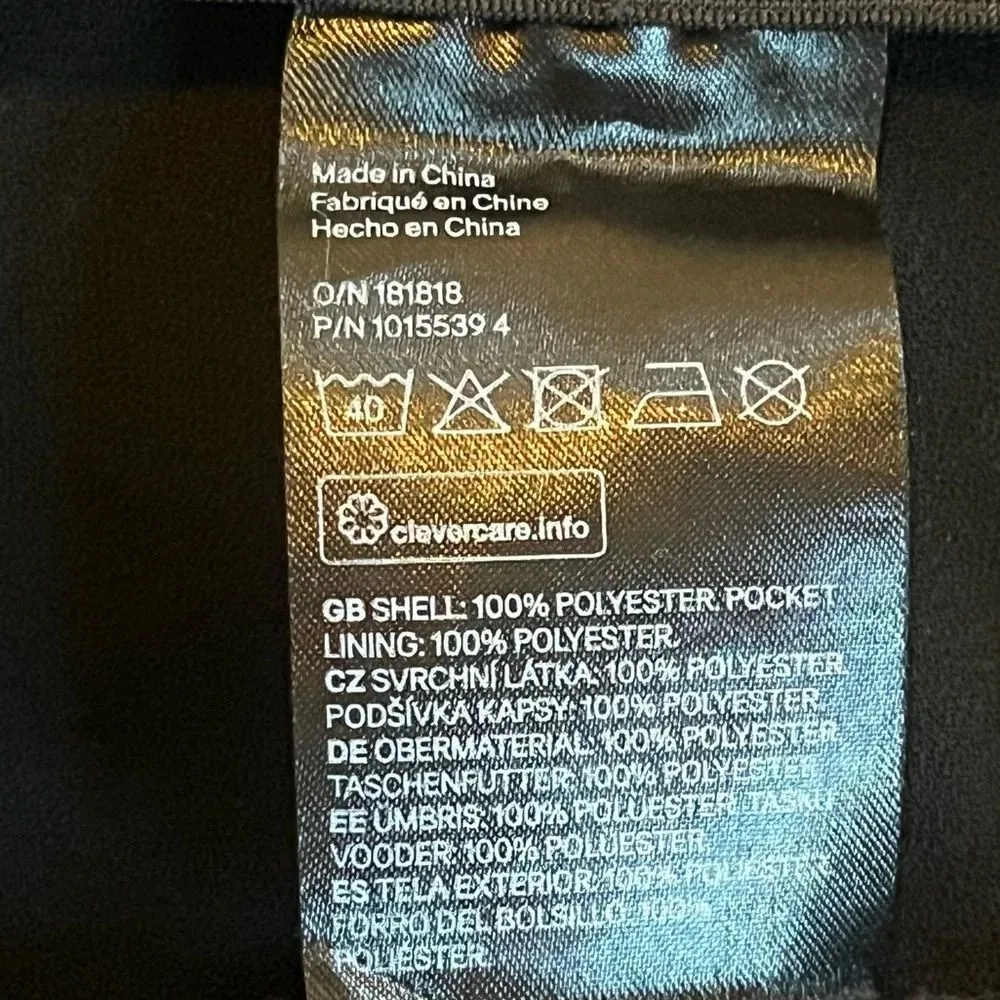 Made in China
Fabriqué en Chine
Hecho en China
O/N 181818
P/N 1015539 4
40
clevercare.info
GB SHELL: 100% POLYESTER. POCKET
LINING: 100% POLYESTER.
CZ SVRCHNÍ LÁTKA: 100% POLYESTER
PODŠÍVKA KAPSY: 100% POLYESTER
DE OBERMATERIAL: 100% POLYESTER
TASCHENFUTTER: 100% POLYESTER
EE ÜMBRIS: 100% POLÜESTER TASKU
VOODER: 100% POLÜESTER
ES TELA EXTERIOR: 100% POLIÉSTER
FORRO DEL BOLSILLO: 100%
POLIÉSTER.